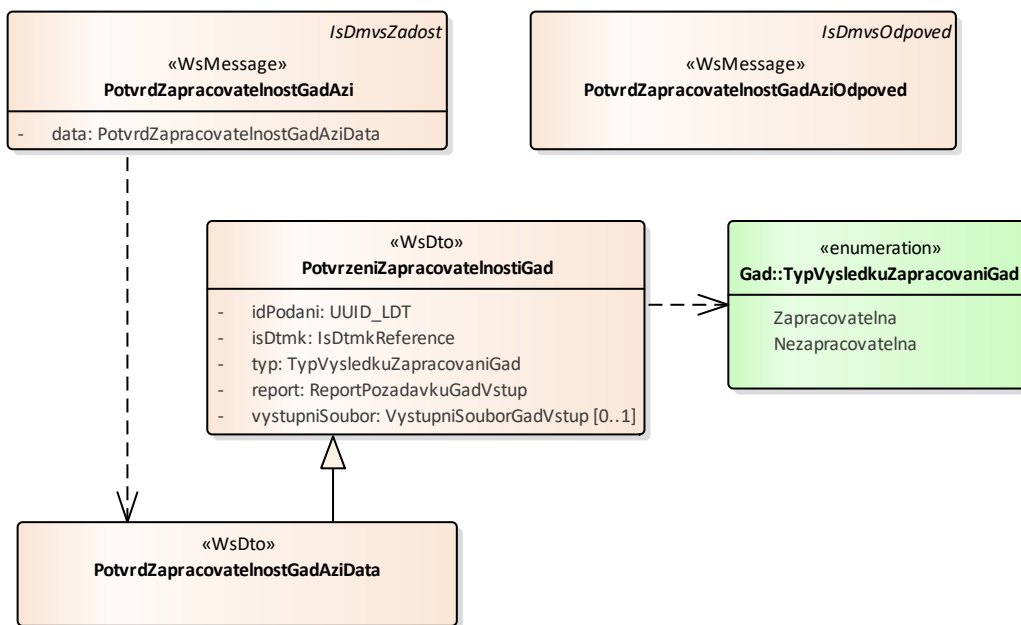 IsDmvsZadost
«WsMessage»
PotvrdZapracovatelnostGadAzi
- data: PotvrdZapracovatelnostGadAziData
IsDmvsOdpoved
«WsMessage»
PotvrdZapracovatelnostGadAziOdpoved
«WsDto»
PotvrzeniZapracovatelnostiGad
- idPodani: UUID_LDT
- isDtmk: IsDtmkReference
- typ: TypVysledkuZapracovaniGad
- report: ReportPozadavkuGadVstup
- vystupniSoubor: VystupniSouborGadVstup [0..1]
«enumeration»
Gad::TypVysledkuZapracovaniGad
Zapracovatelna
Nezapracovatelna
«WsDto»
PotvrdZapracovatelnostGadAziData